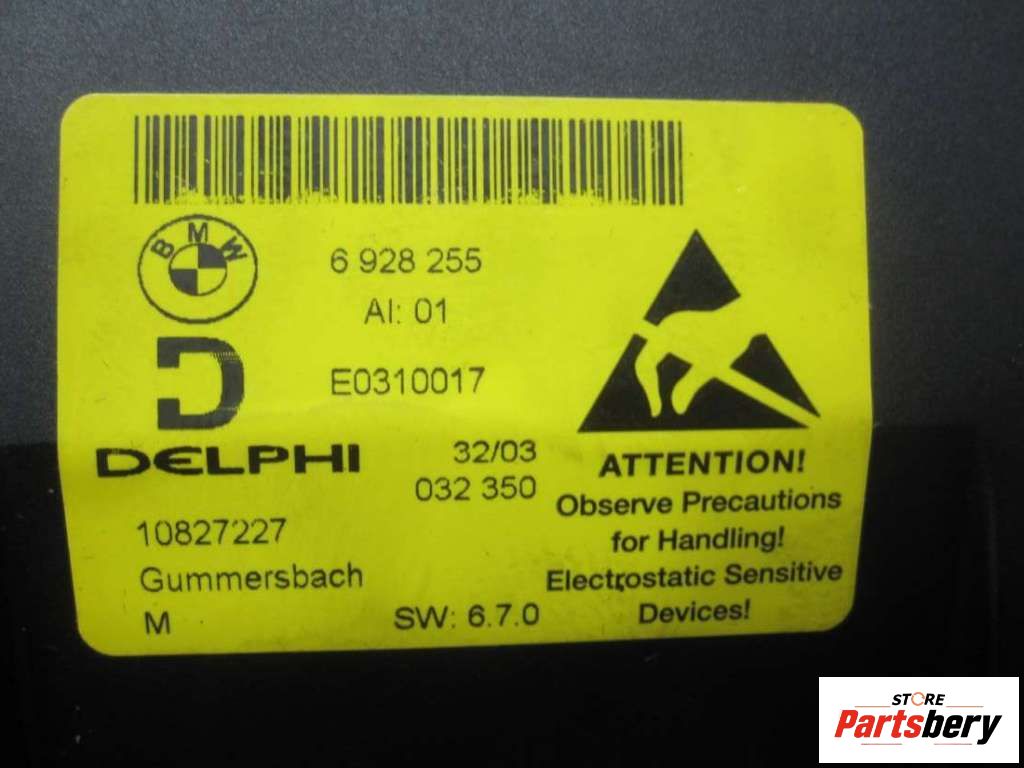 BMW
6 928 255
AI: 01
E0310017
DELPHI
32/03
032 350
10827227
Gummersbach
M
SW: 6.7.0
ATTENTION!
Observe Precautions
for Handling!
Electrostatic Sensitive
Devices!
STORE
Partsbery